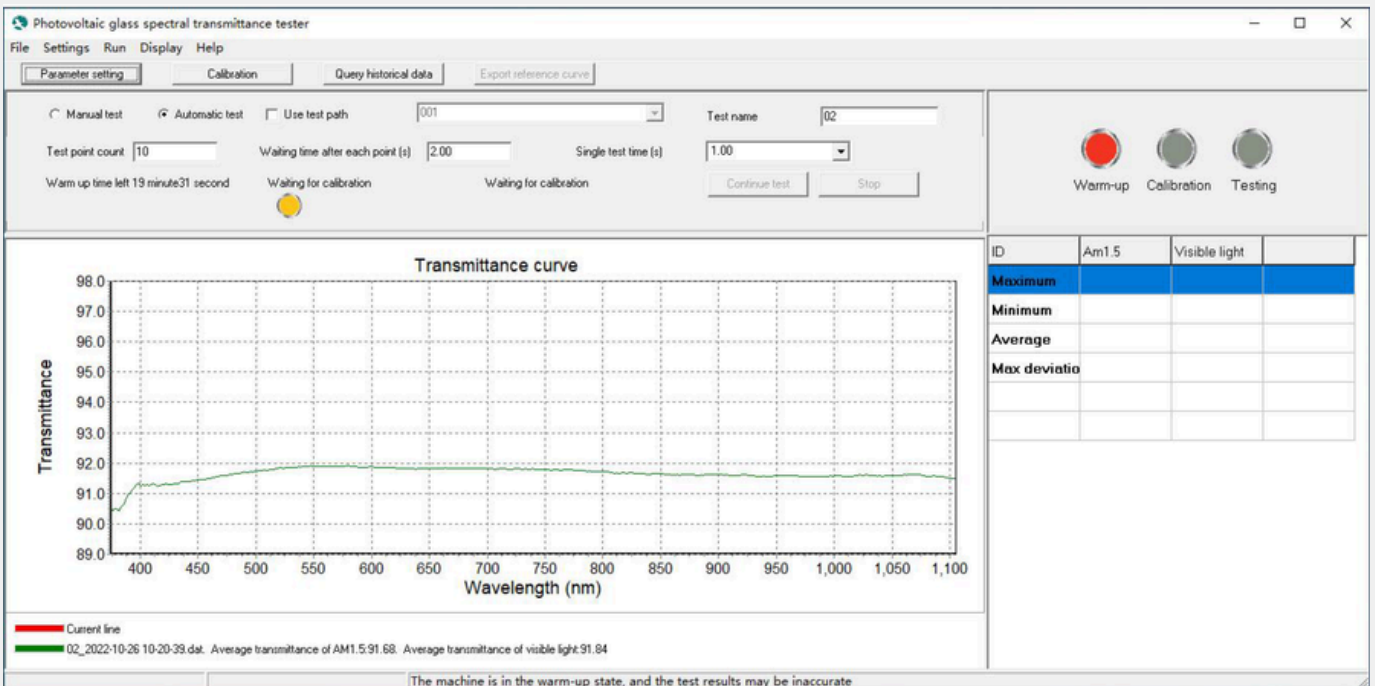 Photovoltaic glass spectral transmittance tester
File Settings Run Display Help
Parameter setting Calibration Query historical data Export reference curve
Manual test Automatic test Use test path 001 Test name 02
Test point count 10 Waiting time after each point (s) 2.00 Single test time (s) 1.00
Warm up time left 19 minute31 second Waiting for calibration Waiting for calibration Continue test Stop
Warm-up Calibration Testing
Transmittance curve
Transmittance
98.0
97.0
96.0
95.0
94.0
93.0
92.0
91.0
90.0
89.0
400 450 500 550 600 650 700 750 800 850 900 950 1,000 1,050 1,100
Wavelength (nm)
ID Am1.5 Visible light
Maximum
Minimum
Average
Max deviatio
Current line
02_2022-10-26 10-20-39.dat. Average transmittance of AM1.5:91.68. Average transmittance of visible light:91.84
The machine is in the warm-up state, and the test results may be inaccurate